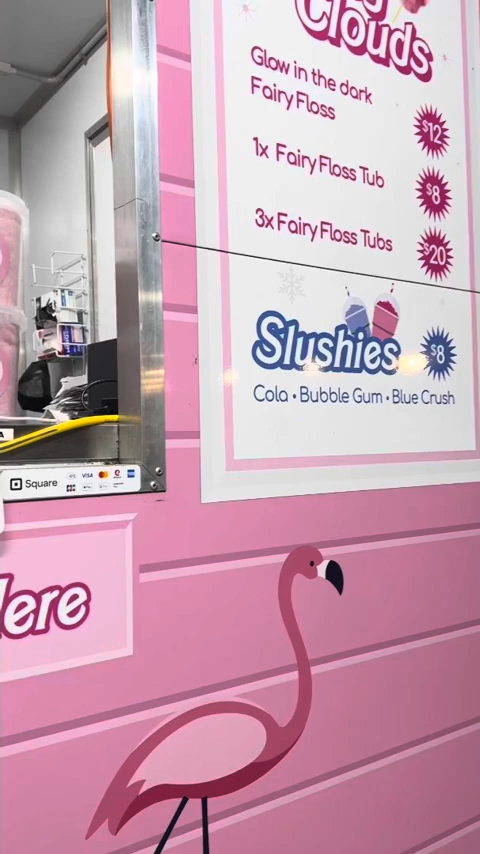 Clouds
Glow in the dark
Fairy Floss
$12
1x Fairy Floss Tub
$8
3x Fairy Floss Tubs
$20
Slushies
$8
Cola • Bubble Gum • Blue Crush
Square
VISA